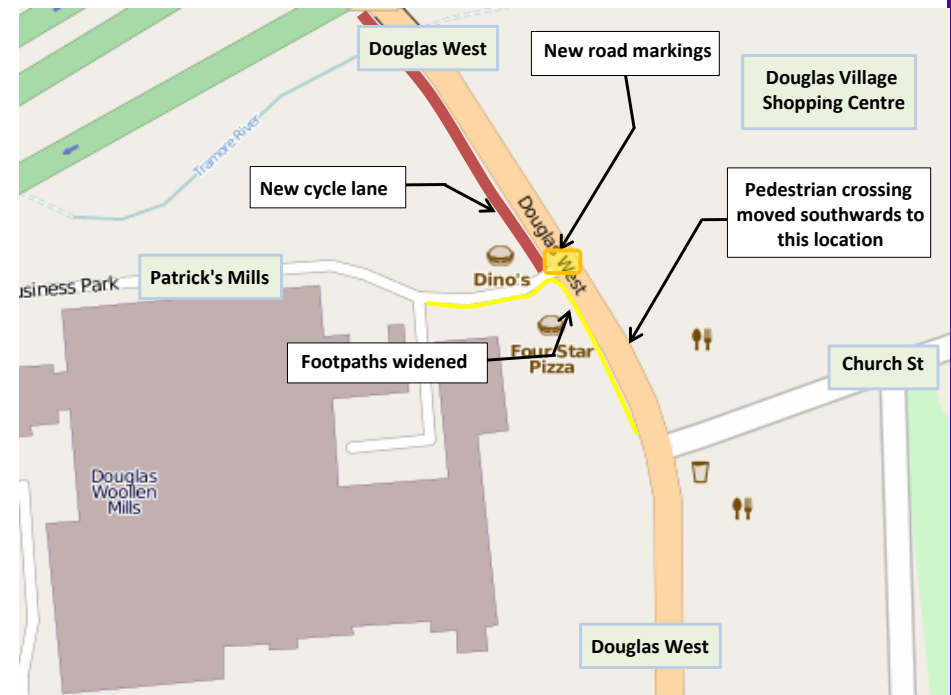 Douglas West
New road markings
Douglas Village
Shopping Centre
Tramore River
New cycle lane
Pedestrian crossing
moved southwards to
this location
Douglas West
Dino's
Patrick's Mills
usiness Park
Footpaths widened
Four Star
Pizza
Church St
Douglas
Woollen
Mills
Douglas West